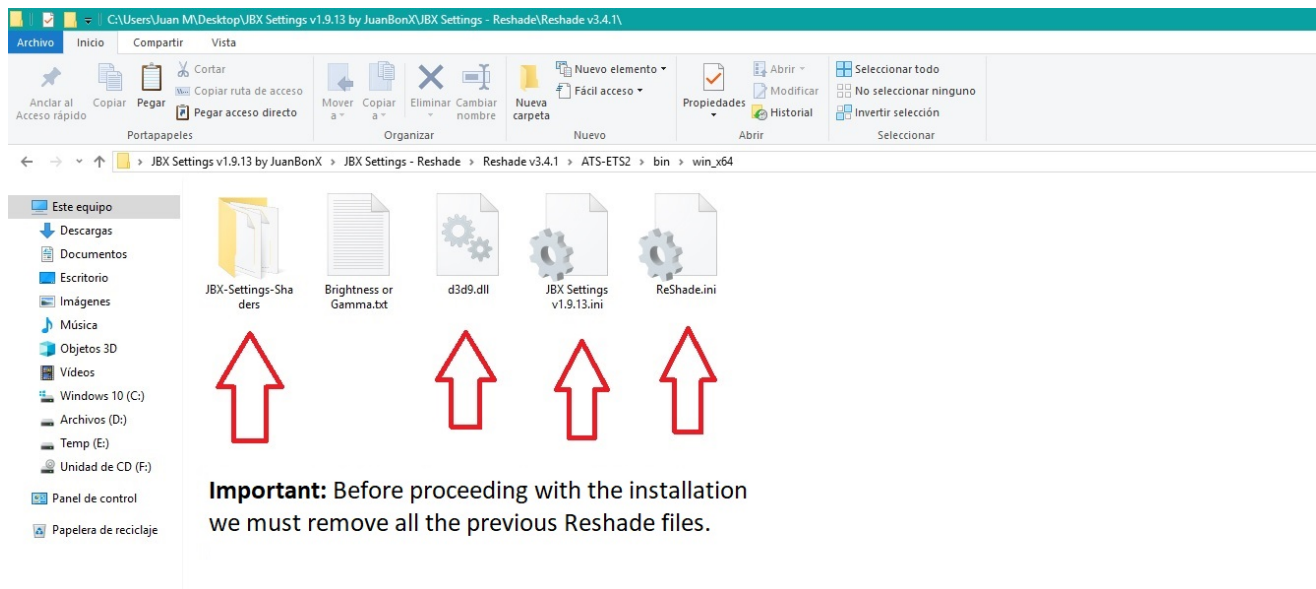 C:\Users\Juan M\Desktop\JBX Settings v1.9.13 by JuanBonX\JBX Settings - Reshade\Reshade v3.4.1\
Archivo Inicio Compartir Vista
Anclar al Acceso rápido
Copiar
Pegar
Cortar
Copiar ruta de acceso
Pegar acceso directo
Portapapeles
Mover a
Copiar a
Eliminar
Cambiar nombre
Organizar
Nueva carpeta
Nuevo elemento
Fácil acceso
Nuevo
Propiedades
Abrir
Modificar
Historial
Abrir
Seleccionar todo
No seleccionar ninguno
Invertir selección
Seleccionar
JBX Settings v1.9.13 by JuanBonX > JBX Settings - Reshade > Reshade v3.4.1 > ATS-ETS2 > bin > win_x64
Este equipo
Descargas
Documentos
Escritorio
Imágenes
Música
Objetos 3D
Vídeos
Windows 10 (C:)
Archivos (D:)
Temp (E:)
Unidad de CD (F:)
Panel de control
Papelera de reciclaje
JBX-Settings-Sha
ders
Brightness or
Gamma.txt
d3d9.dll
JBX Settings
v1.9.13.ini
ReShade.ini
Important: Before proceeding with the installation
we must remove all the previous Reshade files.